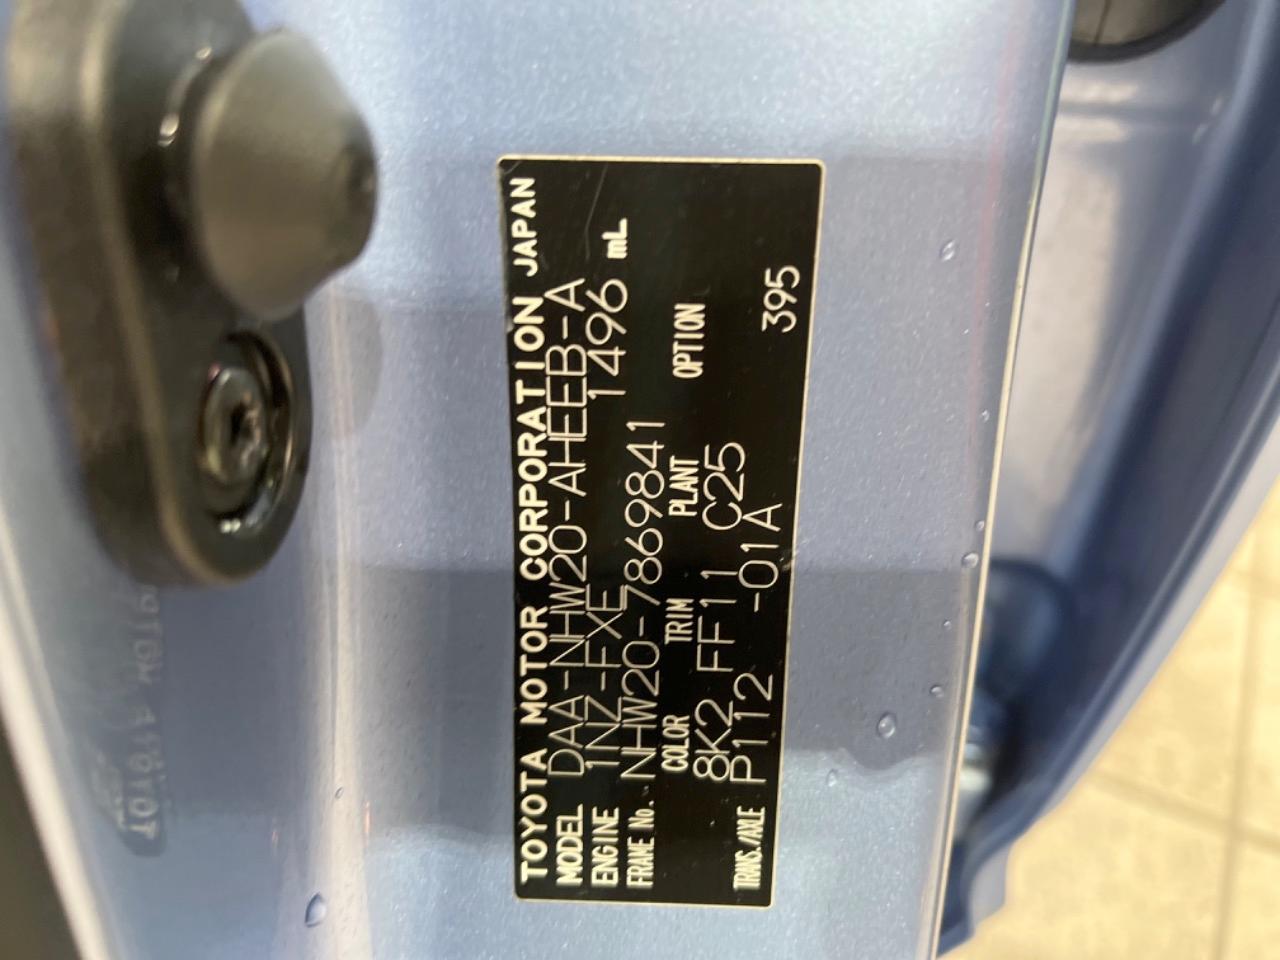 TOYOTA MOTOR CORPORATION JAPAN
MODEL DAA-NHW20-AHEEB-A
ENGINE 1NZ-FXE 1496 mL
FRAME No. NHW20-7869841
COLOR TRIM PLANT OPTION
8K2 FF11 C25
TRANS./AXLE P112 -01A 395